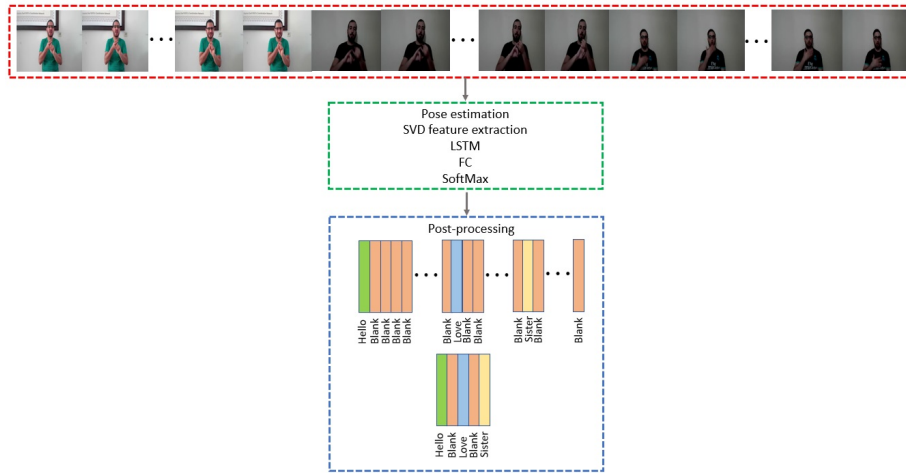 Pose estimation
SVD feature extraction
LSTM
FC
SoftMax
Post-processing
Hello
Blank
Blank
Blank
Blank
Blank
Love
Blank
Blank
Blank
Sister
Blank
Blank
Hello
Blank
Love
Blank
Sister